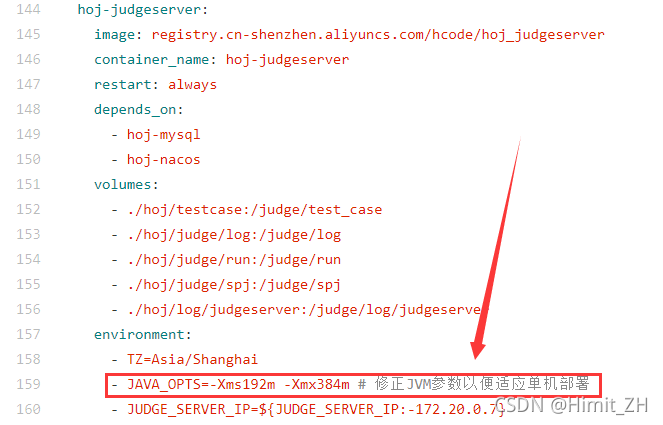 144 hoj-judgeserver:
145 image: registry.cn-shenzhen.aliyuncs.com/hcode/hoj_judgeserver
146 container_name: hoj-judgeserver
147 restart: always
148 depends_on:
149 - hoj-mysql
150 - hoj-nacos
151 volumes:
152 - ./hoj/testcase:/judge/test_case
153 - ./hoj/judge/log:/judge/log
154 - ./hoj/judge/run:/judge/run
155 - ./hoj/judge/spj:/judge/spj
156 - ./hoj/log/judgeserver:/judge/log/judgeserver
157 environment:
158 - TZ=Asia/Shanghai
159 - JAVA_OPTS=-Xms192m -Xmx384m # 修正JVM参数以便适应单机部署
160 - JUDGE_SERVER_IP=${JUDGE_SERVER_IP:-172.20.0.7}
CSDN @Himit_ZH